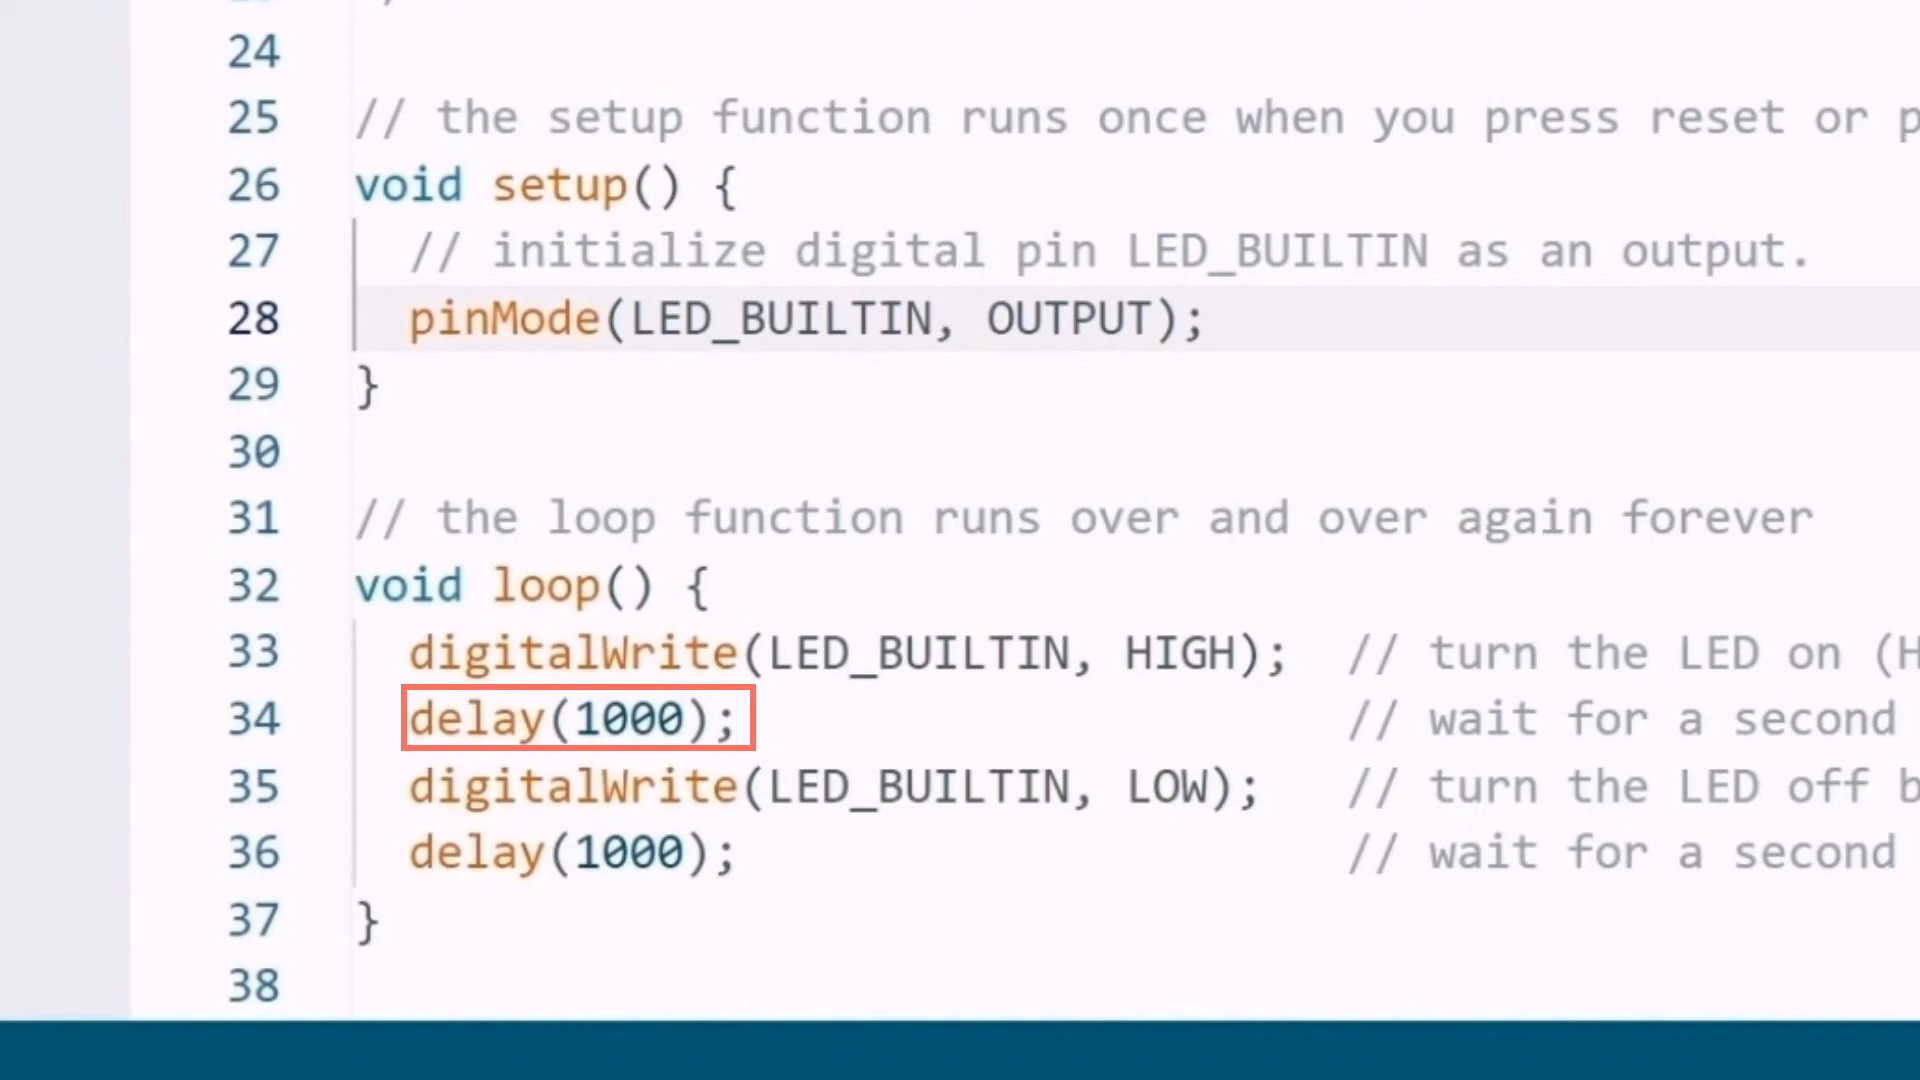 24
25 // the setup function runs once when you press reset or p
26 void setup() {
27 // initialize digital pin LED_BUILTIN as an output.
28 pinMode(LED_BUILTIN, OUTPUT);
29 }
30
31 // the loop function runs over and over again forever
32 void loop() {
33 digitalWrite(LED_BUILTIN, HIGH); // turn the LED on (H
34 delay(1000); // wait for a second
35 digitalWrite(LED_BUILTIN, LOW); // turn the LED off b
36 delay(1000); // wait for a second
37 }
38